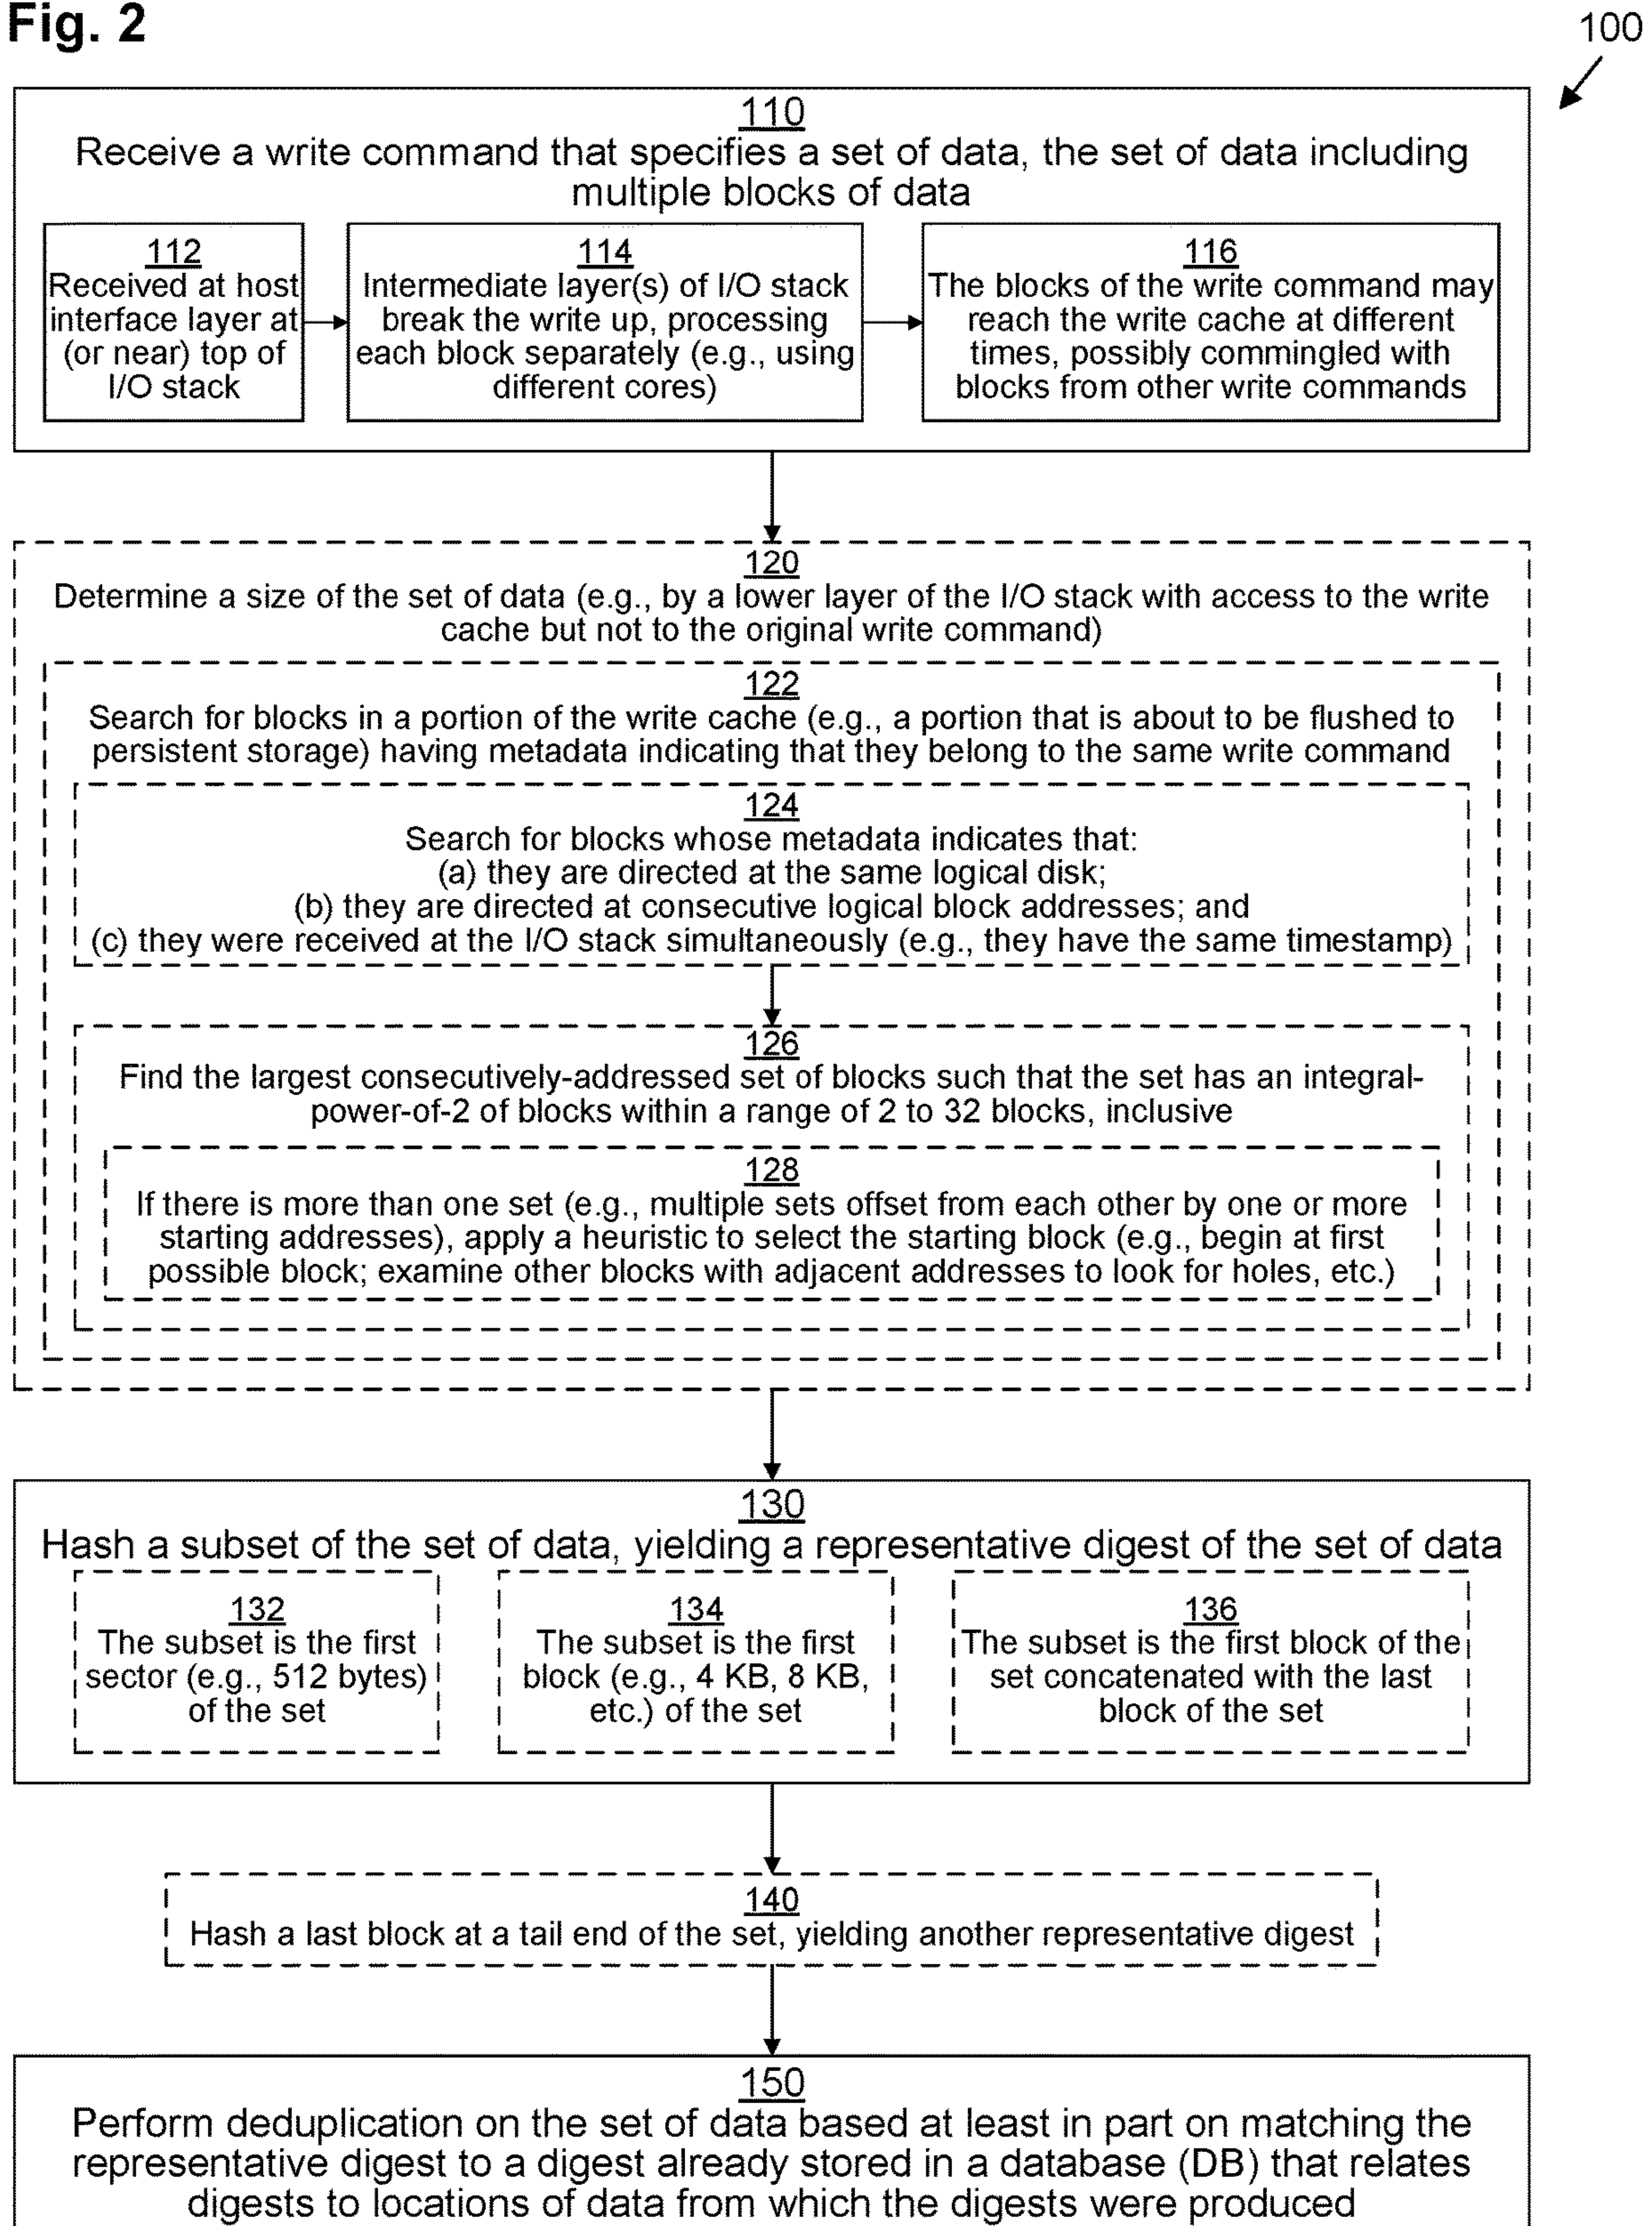 Fig. 2
100
110
Receive a write command that specifies a set of data, the set of data including
multiple blocks of data
112
Received at host
interface layer at
(or near) top of
I/O stack
114
Intermediate layer(s) of I/O stack
break the write up, processing
each block separately (e.g., using
different cores)
116
The blocks of the write command may
reach the write cache at different
times, possibly commingled with
blocks from other write commands
120
Determine a size of the set of data (e.g., by a lower layer of the I/O stack with access to the write
cache but not to the original write command)
122
Search for blocks in a portion of the write cache (e.g., a portion that is about to be flushed to
persistent storage) having metadata indicating that they belong to the same write command
124
Search for blocks whose metadata indicates that:
(a) they are directed at the same logical disk;
(b) they are directed at consecutive logical block addresses; and
(c) they were received at the I/O stack simultaneously (e.g., they have the same timestamp)
126
Find the largest consecutively-addressed set of blocks such that the set has an integral-
power-of-2 of blocks within a range of 2 to 32 blocks, inclusive
128
If there is more than one set (e.g., multiple sets offset from each other by one or more
starting addresses), apply a heuristic to select the starting block (e.g., begin at first
possible block; examine other blocks with adjacent addresses to look for holes, etc.)
130
Hash a subset of the set of data, yielding a representative digest of the set of data
132
The subset is the first
sector (e.g., 512 bytes)
of the set
134
The subset is the first
block (e.g., 4 KB, 8 KB,
etc.) of the set
136
The subset is the first block of the
set concatenated with the last
block of the set
140
Hash a last block at a tail end of the set, yielding another representative digest
150
Perform deduplication on the set of data based at least in part on matching the
representative digest to a digest already stored in a database (DB) that relates
digests to locations of data from which the digests were produced